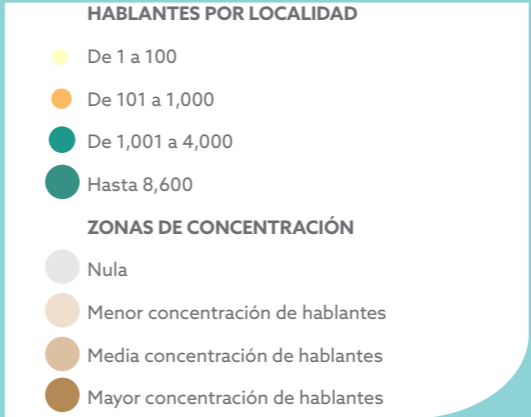 HABLANTES POR LOCALIDAD
De 1 a 100
De 101 a 1,000
De 1,001 a 4,000
Hasta 8,600
ZONAS DE CONCENTRACIÓN
Nula
Menor concentración de hablantes
Media concentración de hablantes
Mayor concentración de hablantes